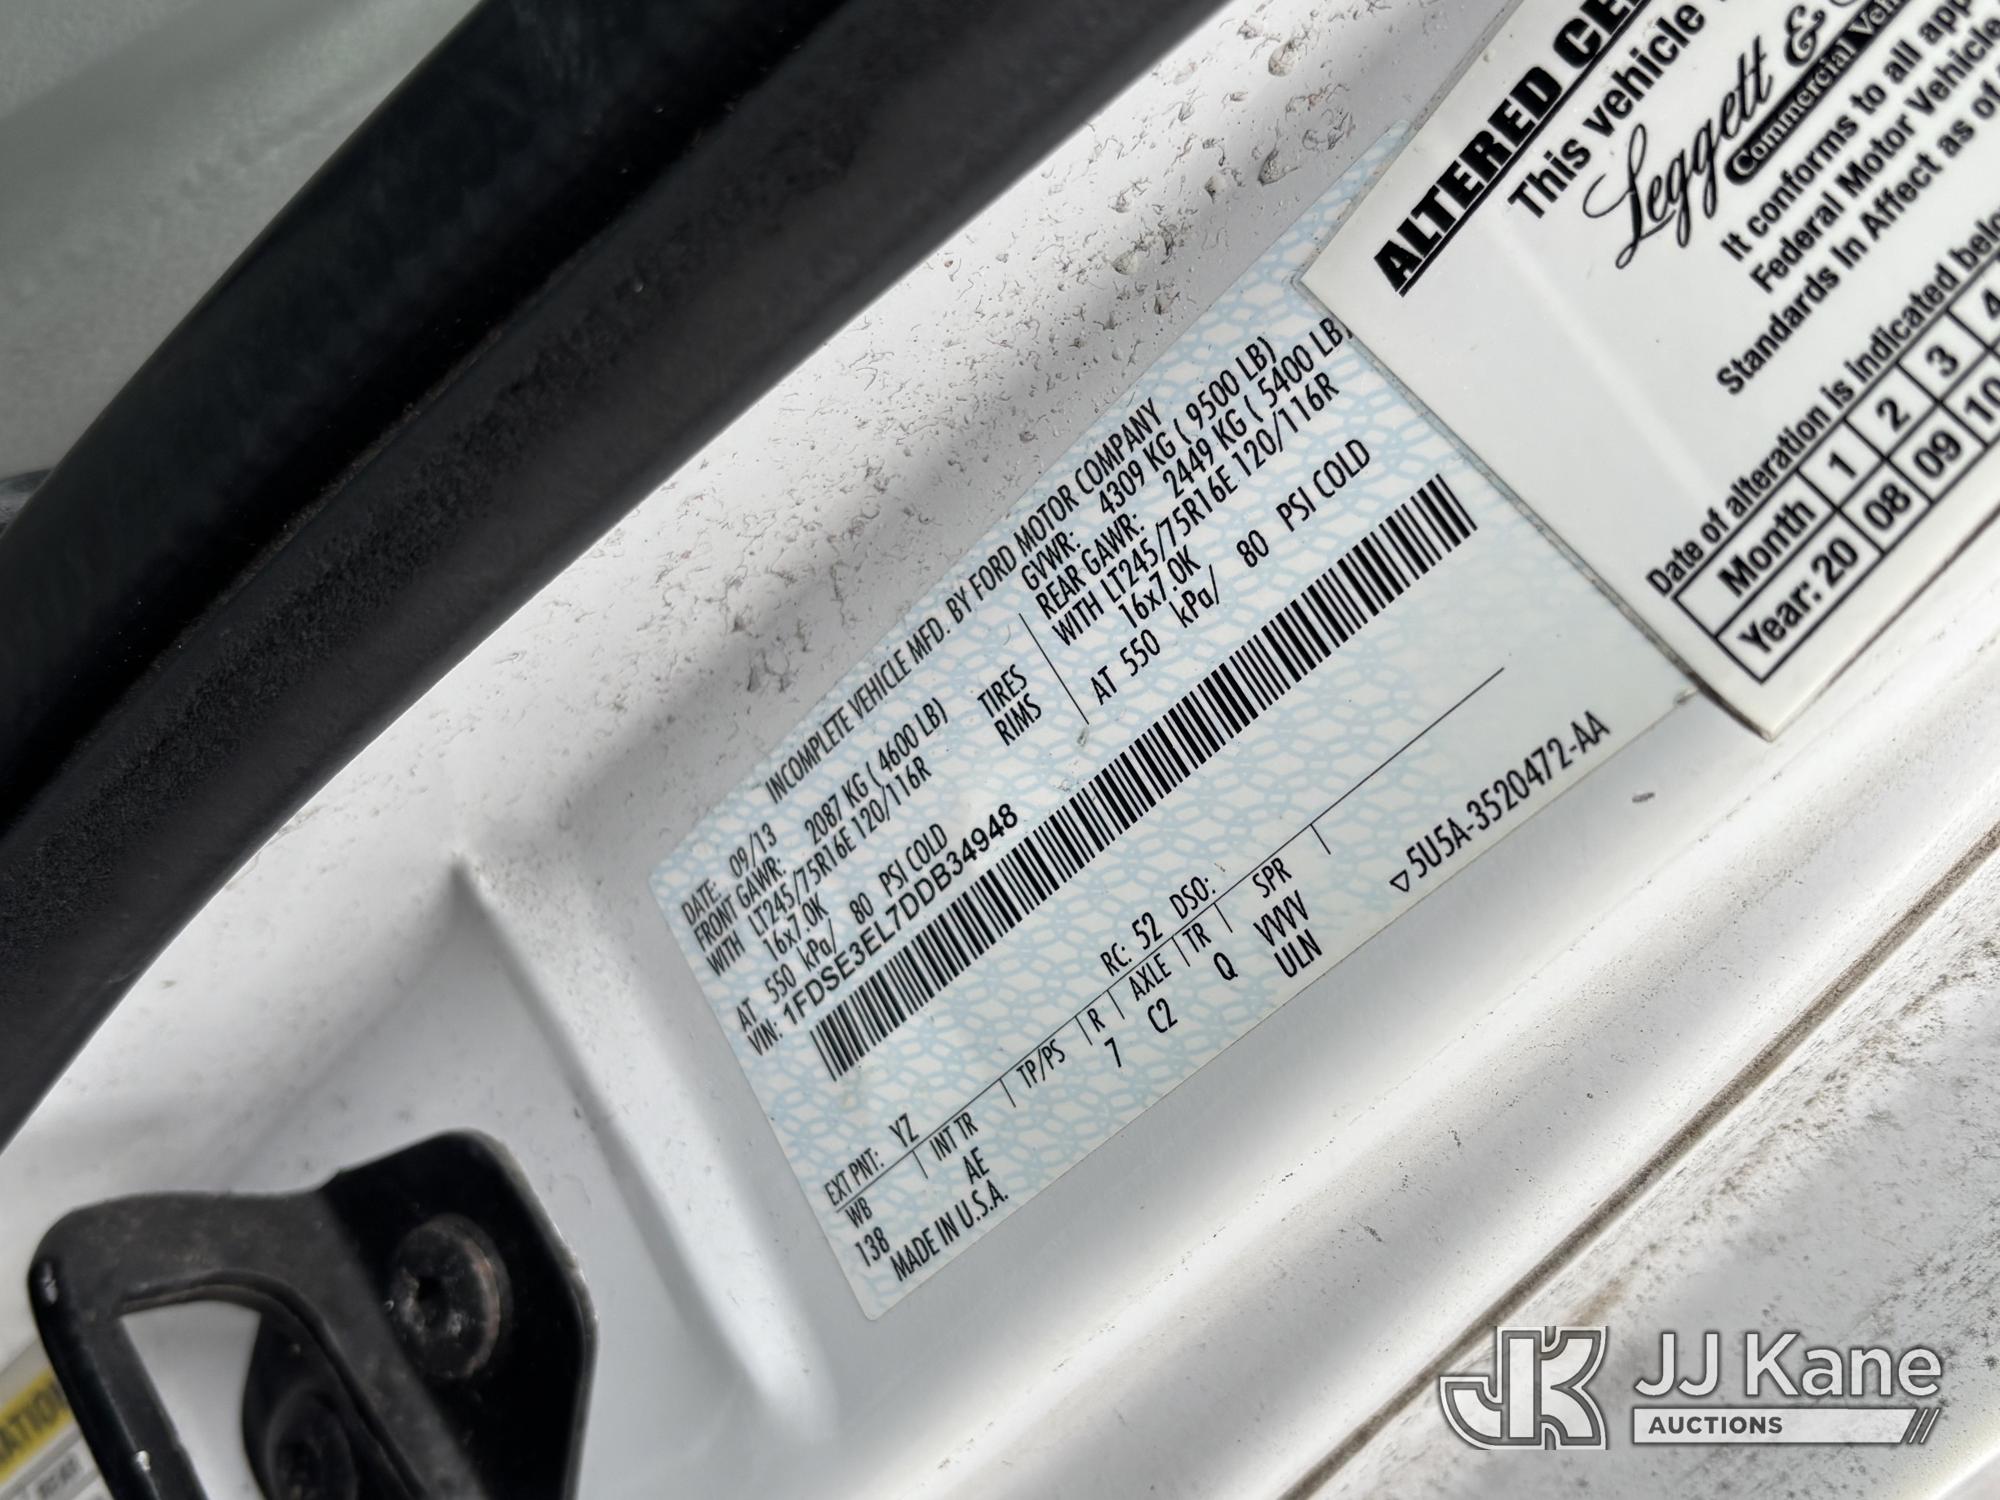 INCOMPLETE VEHICLE MFD. BY FORD MOTOR COMPANY
DATE: 09/13 GVWR: 4309 KG ( 9500 LB)
FRONT GAWR: 2087 KG ( 4600 LB) REAR GAWR: 2449 KG ( 5400 LB)
WITH LT245/75R16E 120/116R TIRES WITH LT245/75R16E 120/116R
16x7.0K RIMS 16x7.0K
AT 550 kPa/ 80 PSI COLD AT 550 kPa/ 80 PSI COLD
VIN: 1FDSE3EL7DDB34948
EXT PNT: YZ RC: 52 DSO:
WB INT TR TP/PS R AXLE TR SPR
138 AE 7 C2 Q VVVV
MADE IN U.S.A. ULN
▽5U5A-3520472-AA
ALTERED
This vehicle
Leggett &
Commercial
It conforms to all
Federal Motor Vehicle
Standards In Affect as of
Date of alteration is indicated
Month 1 2 3 4
Year: 20 08 09 10
JJ Kane
AUCTIONS